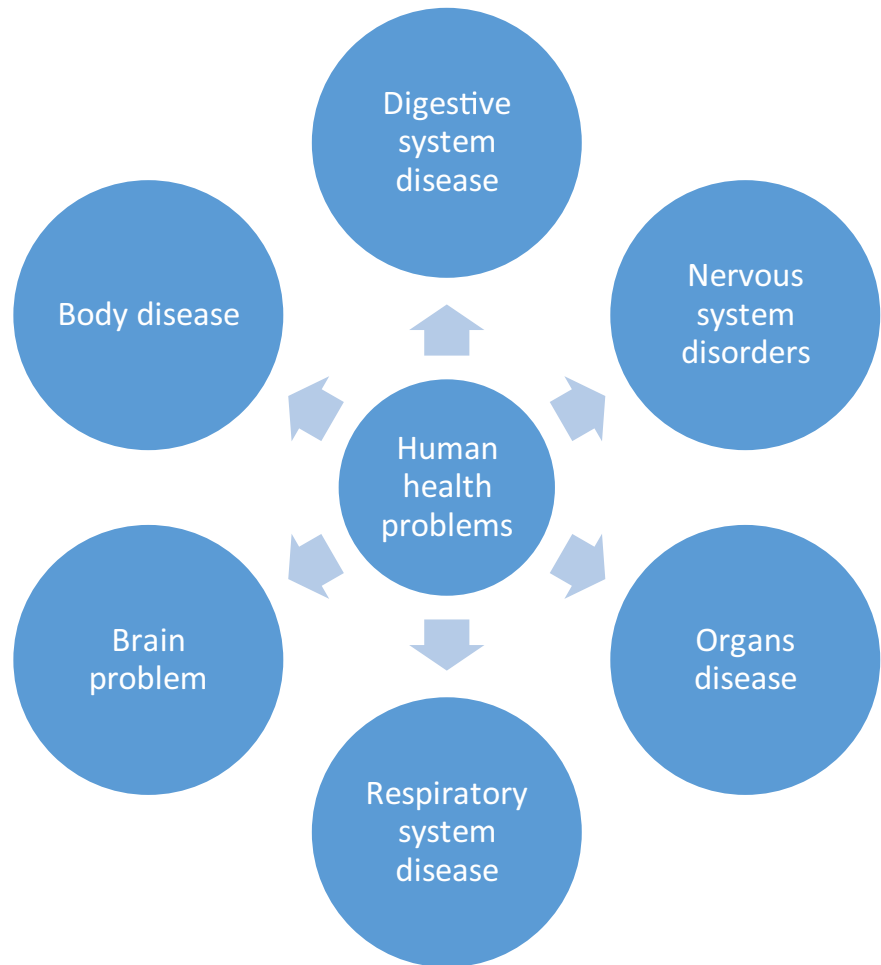 Digestive
system
disease
Nervous
system
disorders
Organs
disease
Respiratory
system
disease
Brain
problem
Body disease
Human
health
problems